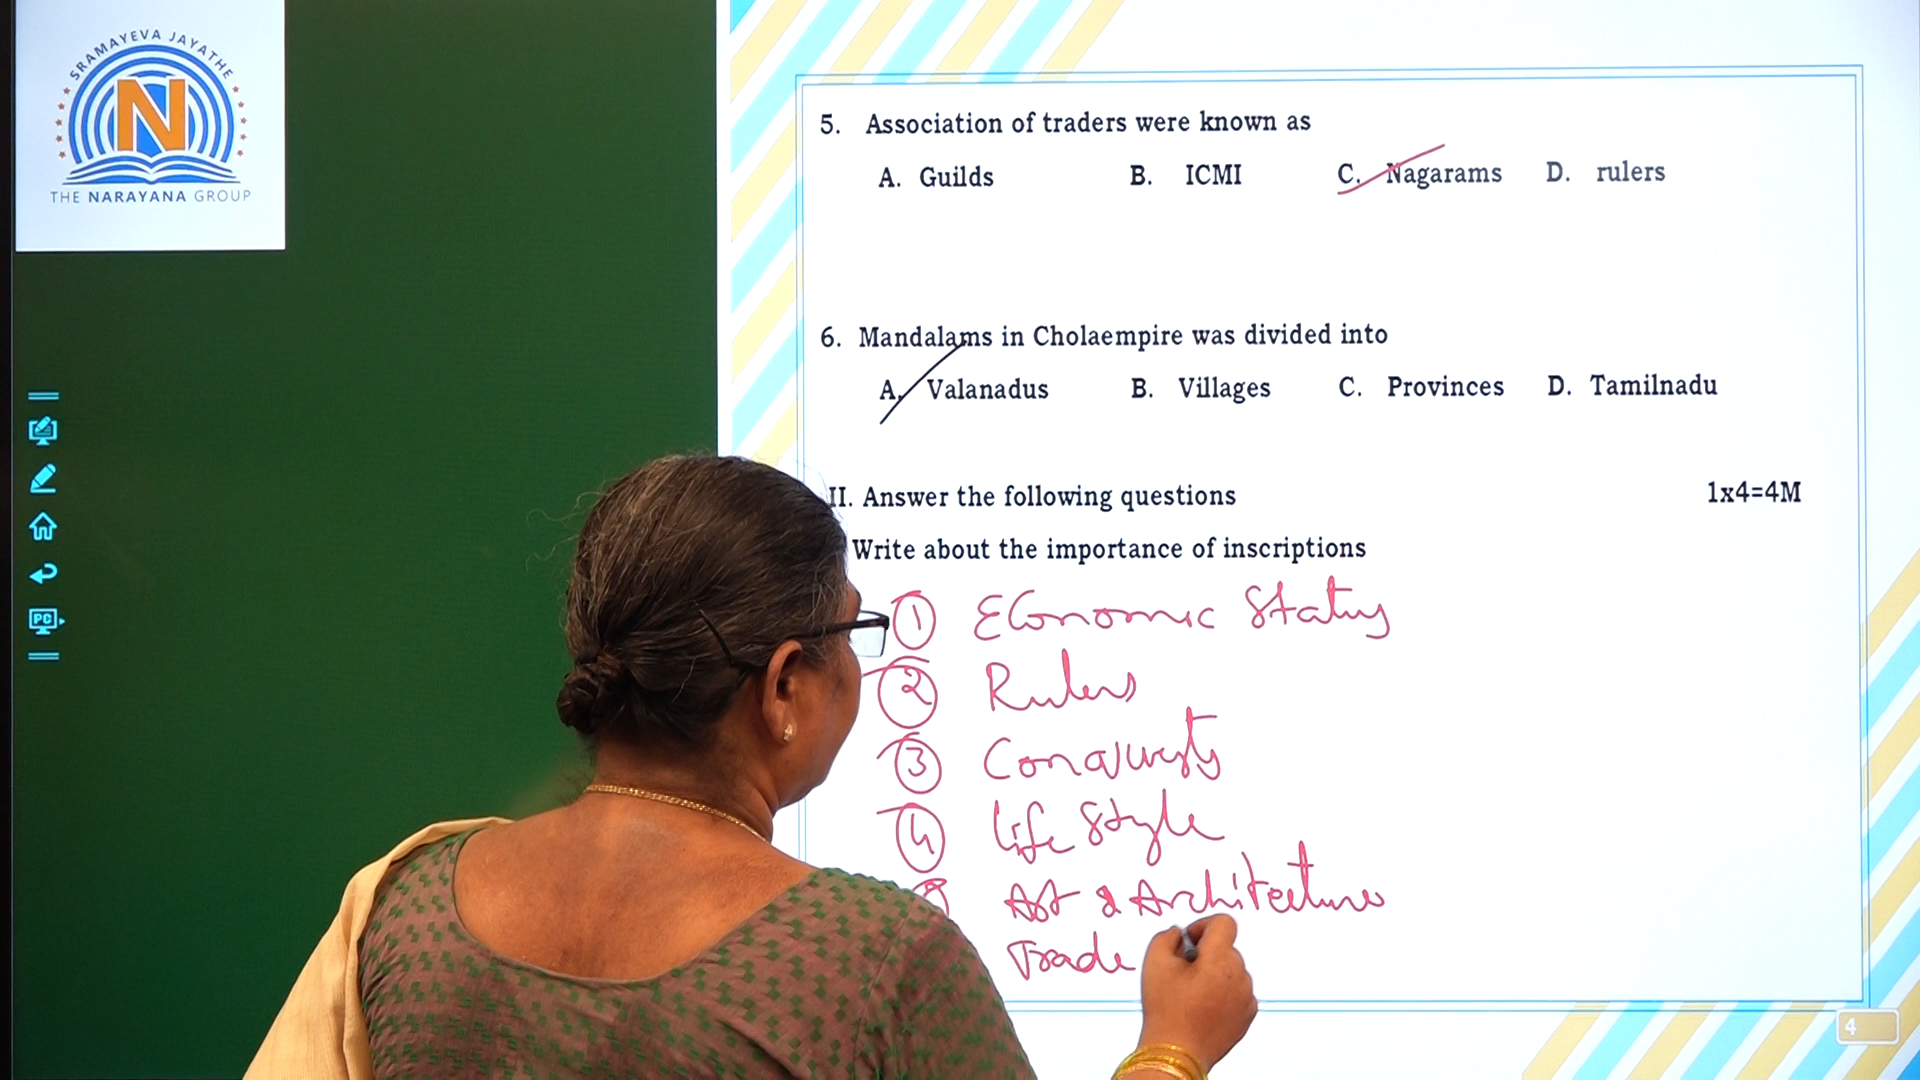 SRAMAYEVA JAYATHE
N
THE NARAYANA GROUP
5. Association of traders were known as
A. Guilds B. ICMI C. Nagarams D. rulers
6. Mandalams in Cholaempire was divided into
A. Valanadus B. Villages C. Provinces D. Tamilnadu
II. Answer the following questions 1x4=4M
Write about the importance of inscriptions
1 Economic Status
2 Rulers
3 Conquests
4 Life Style
Art & Architecture
Trade
PC
4